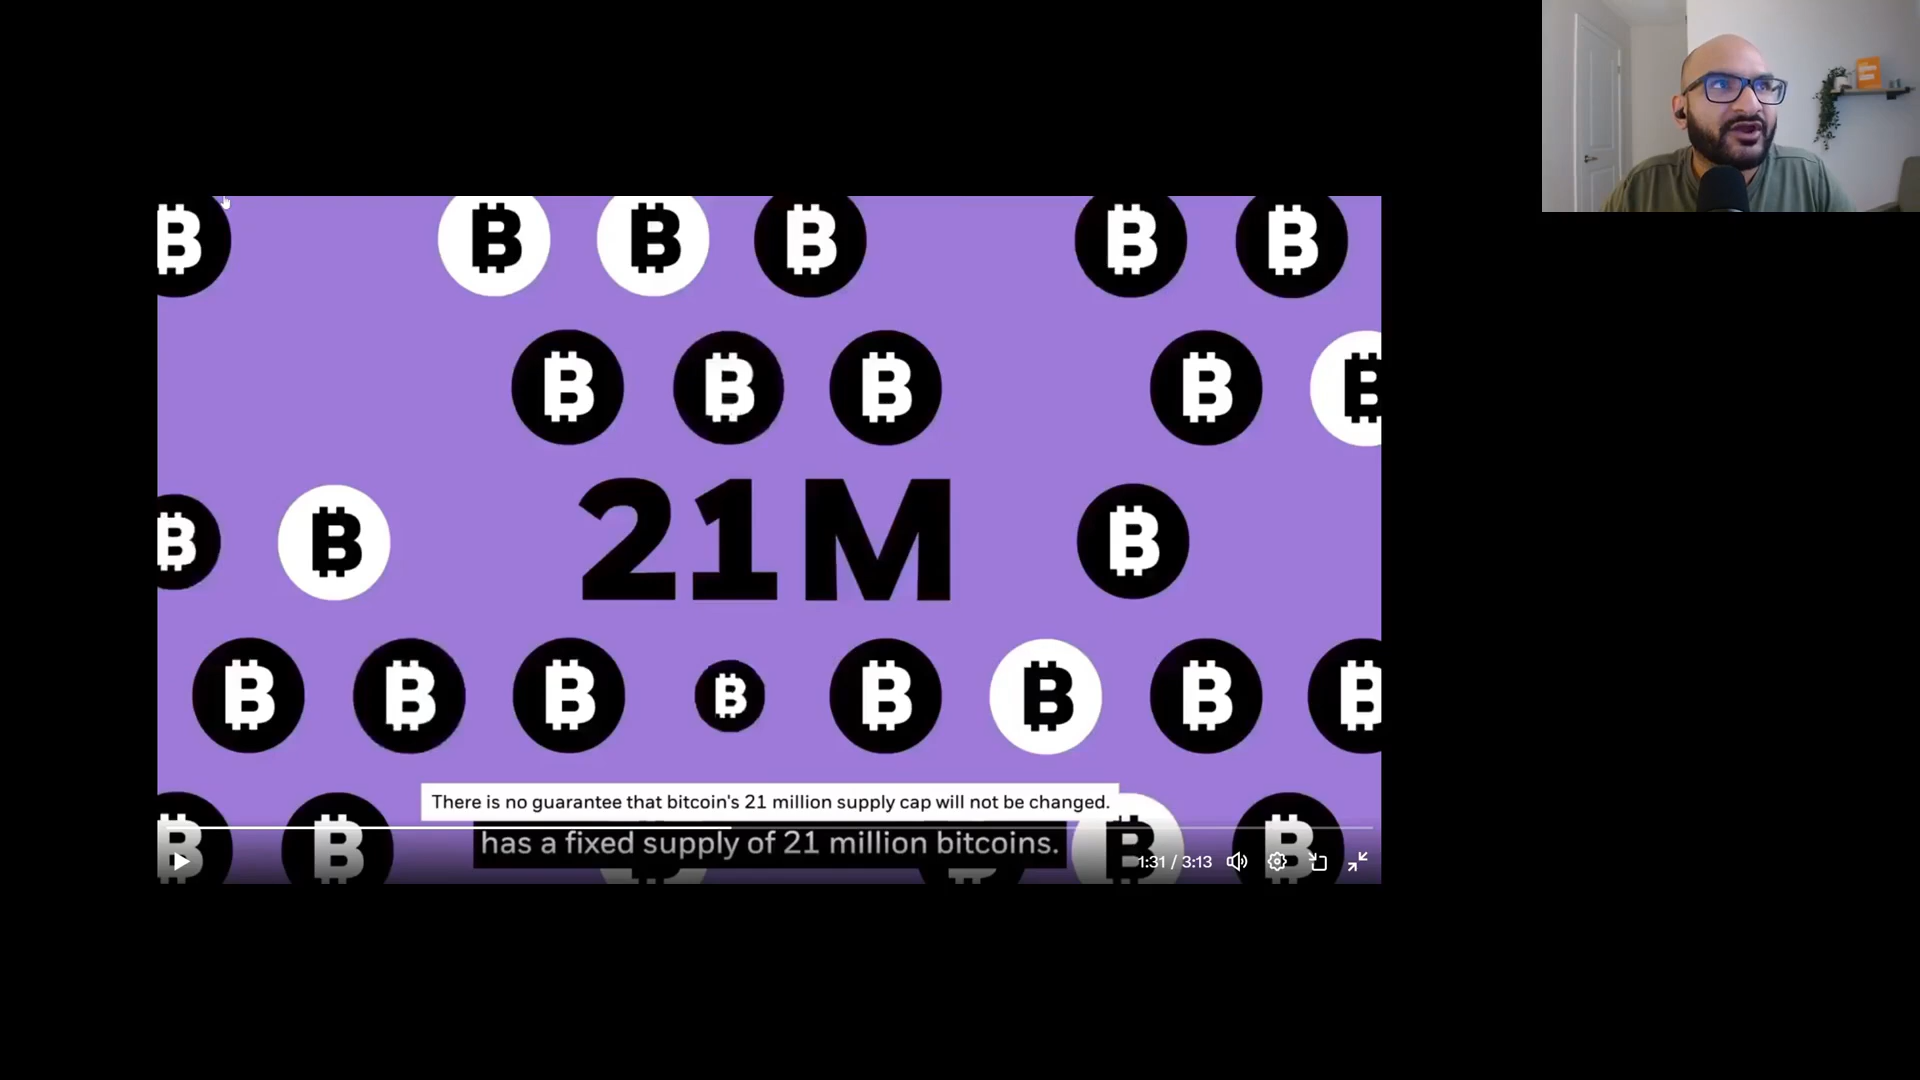 21M
There is no guarantee that bitcoin's 21 million supply cap will not be changed.
has a fixed supply of 21 million bitcoins.
1:31 / 3:13